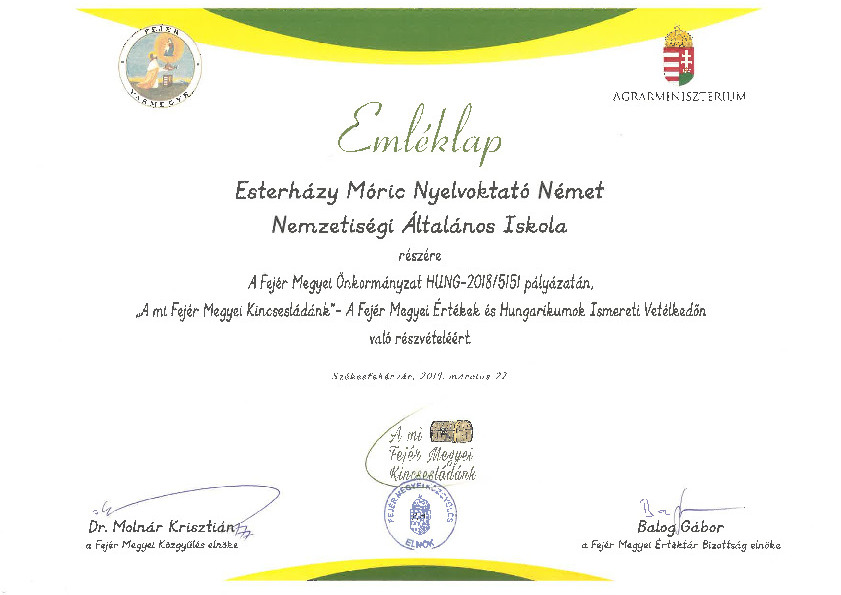 FEJÉR
VÁRMEGYE
AGRÁRMINISZTÉRIUM
Emléklap
Esterházy Móric Nyelvoktató Német
Nemzetiségi Általános Iskola
részére
A Fejér Megyei Önkormányzat HUNG-2018/5151 pályázatán,
„A mi Fejér Megyei Kincsesládánk"- A Fejér Megyei Értékek és Hungarikumok Ismereti Vetélkedőn
való részvételéért
Székesfehérvár, 2019. március 22
A mi
Fejér Megyei
Kincsesládánk
FEJÉR MEGYEI KÖZGYŰLÉS
ELNÖK
Dr. Molnár Krisztián
a Fejér Megyei Közgyűlés elnöke
Balog Gábor
a Fejér Megyei Értéktár Bizottság elnöke